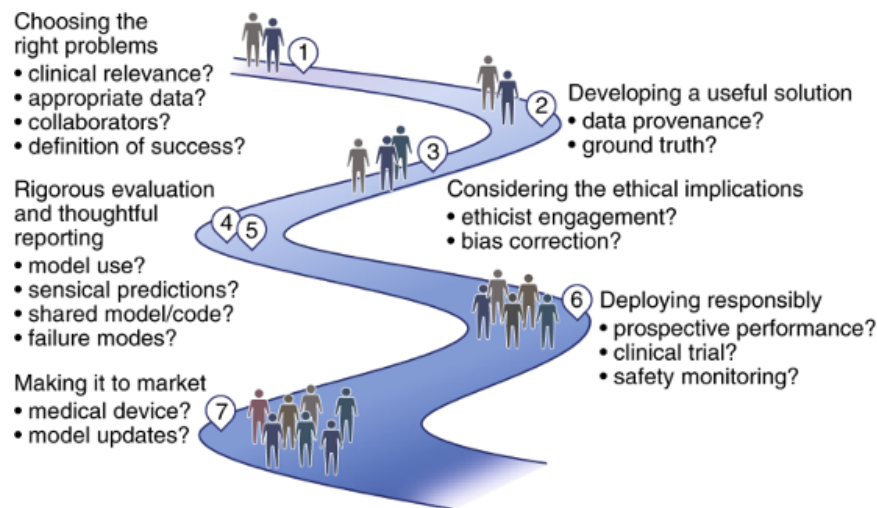 Choosing the
right problems
• clinical relevance?
• appropriate data?
• collaborators?
• definition of success?
1
2
Developing a useful solution
• data provenance?
• ground truth?
3
Considering the ethical implications
• ethicist engagement?
• bias correction?
Rigorous evaluation
and thoughtful
reporting
• model use?
• sensical predictions?
• shared model/code?
• failure modes?
4 5
6
Deploying responsibly
• prospective performance?
• clinical trial?
• safety monitoring?
Making it to market
• medical device?
• model updates?
7